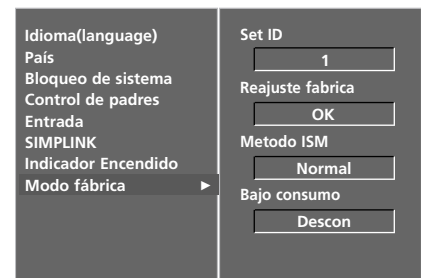 Idioma(language)
País
Bloqueo de sistema
Control de padres
Entrada
SIMPLINK
Indicador Encendido
Modo fábrica ►
Set ID
1
Reajuste fabrica
OK
Metodo ISM
Normal
Bajo consumo
Descon